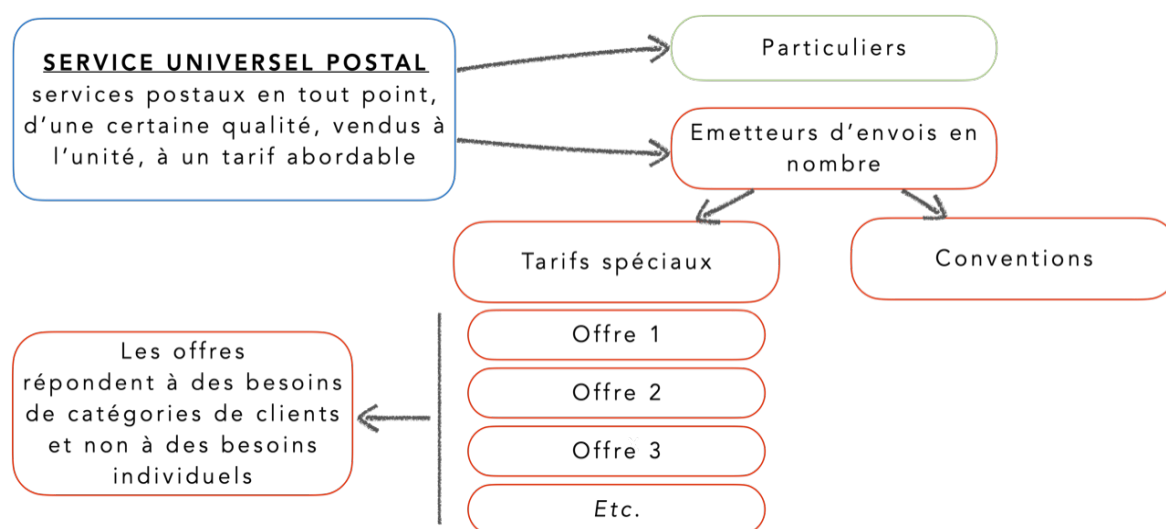 SERVICE UNIVERSEL POSTAL
services postaux en tout point,
d'une certaine qualité, vendus à
l'unité, à un tarif abordable
Particuliers
Emetteurs d'envois en
nombre
Tarifs spéciaux
Conventions
Offre 1
Offre 2
Offre 3
Etc.
Les offres
répondent à des besoins
de catégories de clients
et non à des besoins
individuels